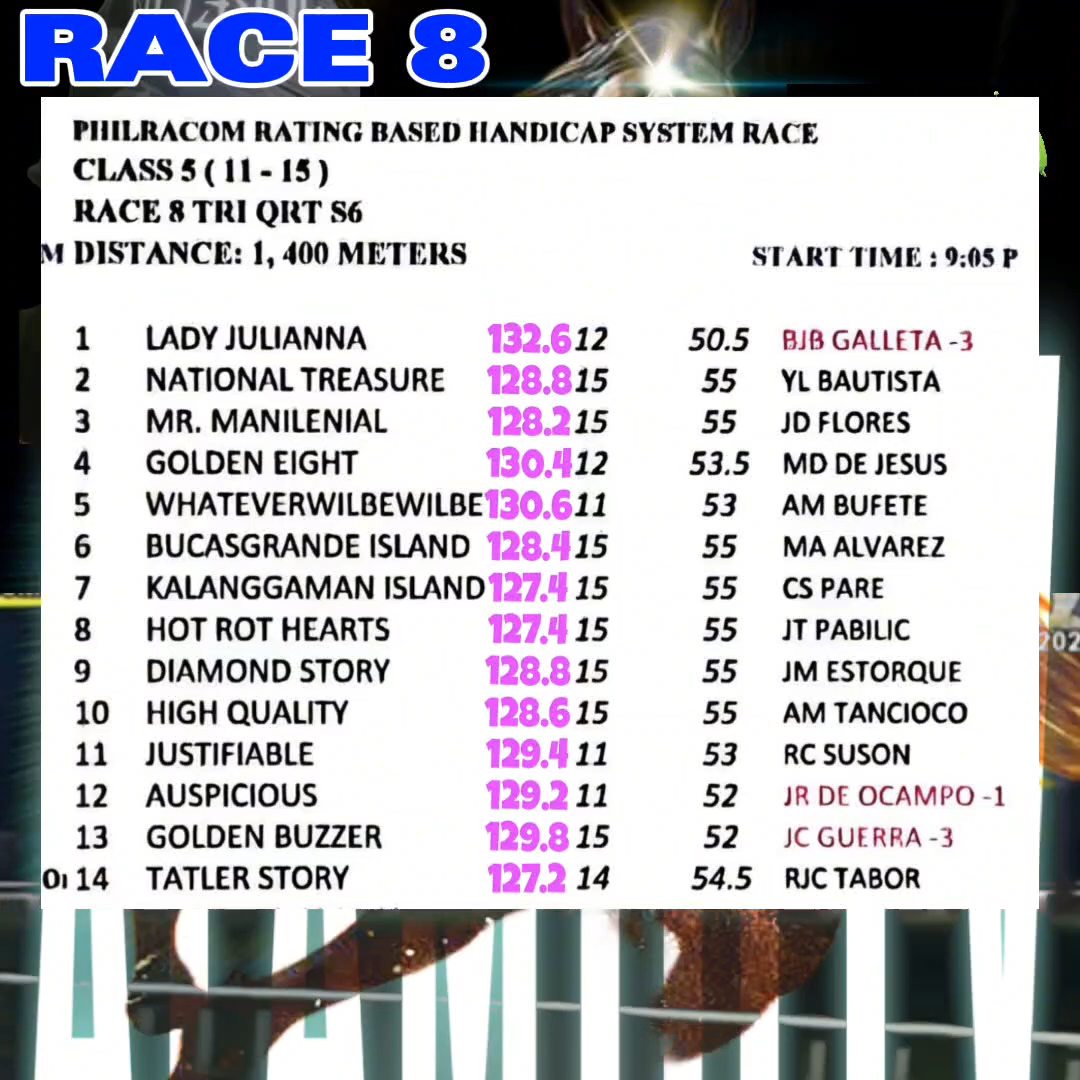 RACE 8
PHILRACOM RATING BASED HANDICAP SYSTEM RACE
CLASS 5 ( 11 - 15 )
RACE 8 TRI QRT S6
M DISTANCE: 1, 400 METERS START TIME : 9:05 P
1 LADY JULIANNA 132.6 12 50.5 BJB GALLETA -3
2 NATIONAL TREASURE 128.8 15 55 YL BAUTISTA
3 MR. MANILENIAL 128.2 15 55 JD FLORES
4 GOLDEN EIGHT 130.4 12 53.5 MD DE JESUS
5 WHATEVERWILBEWILBE 130.6 11 53 AM BUFETE
6 BUCASGRANDE ISLAND 128.4 15 55 MA ALVAREZ
7 KALANGGAMAN ISLAND 127.4 15 55 CS PARE
8 HOT ROT HEARTS 127.4 15 55 JT PABILIC
202
9 DIAMOND STORY 128.8 15 55 JM ESTORQUE
10 HIGH QUALITY 128.6 15 55 AM TANCIOCO
11 JUSTIFIABLE 129.4 11 53 RC SUSON
12 AUSPICIOUS 129.2 11 52 JR DE OCAMPO -1
13 GOLDEN BUZZER 129.8 15 52 JC GUERRA -3
14 TATLER STORY 127.2 14 54.5 RJC TABOR